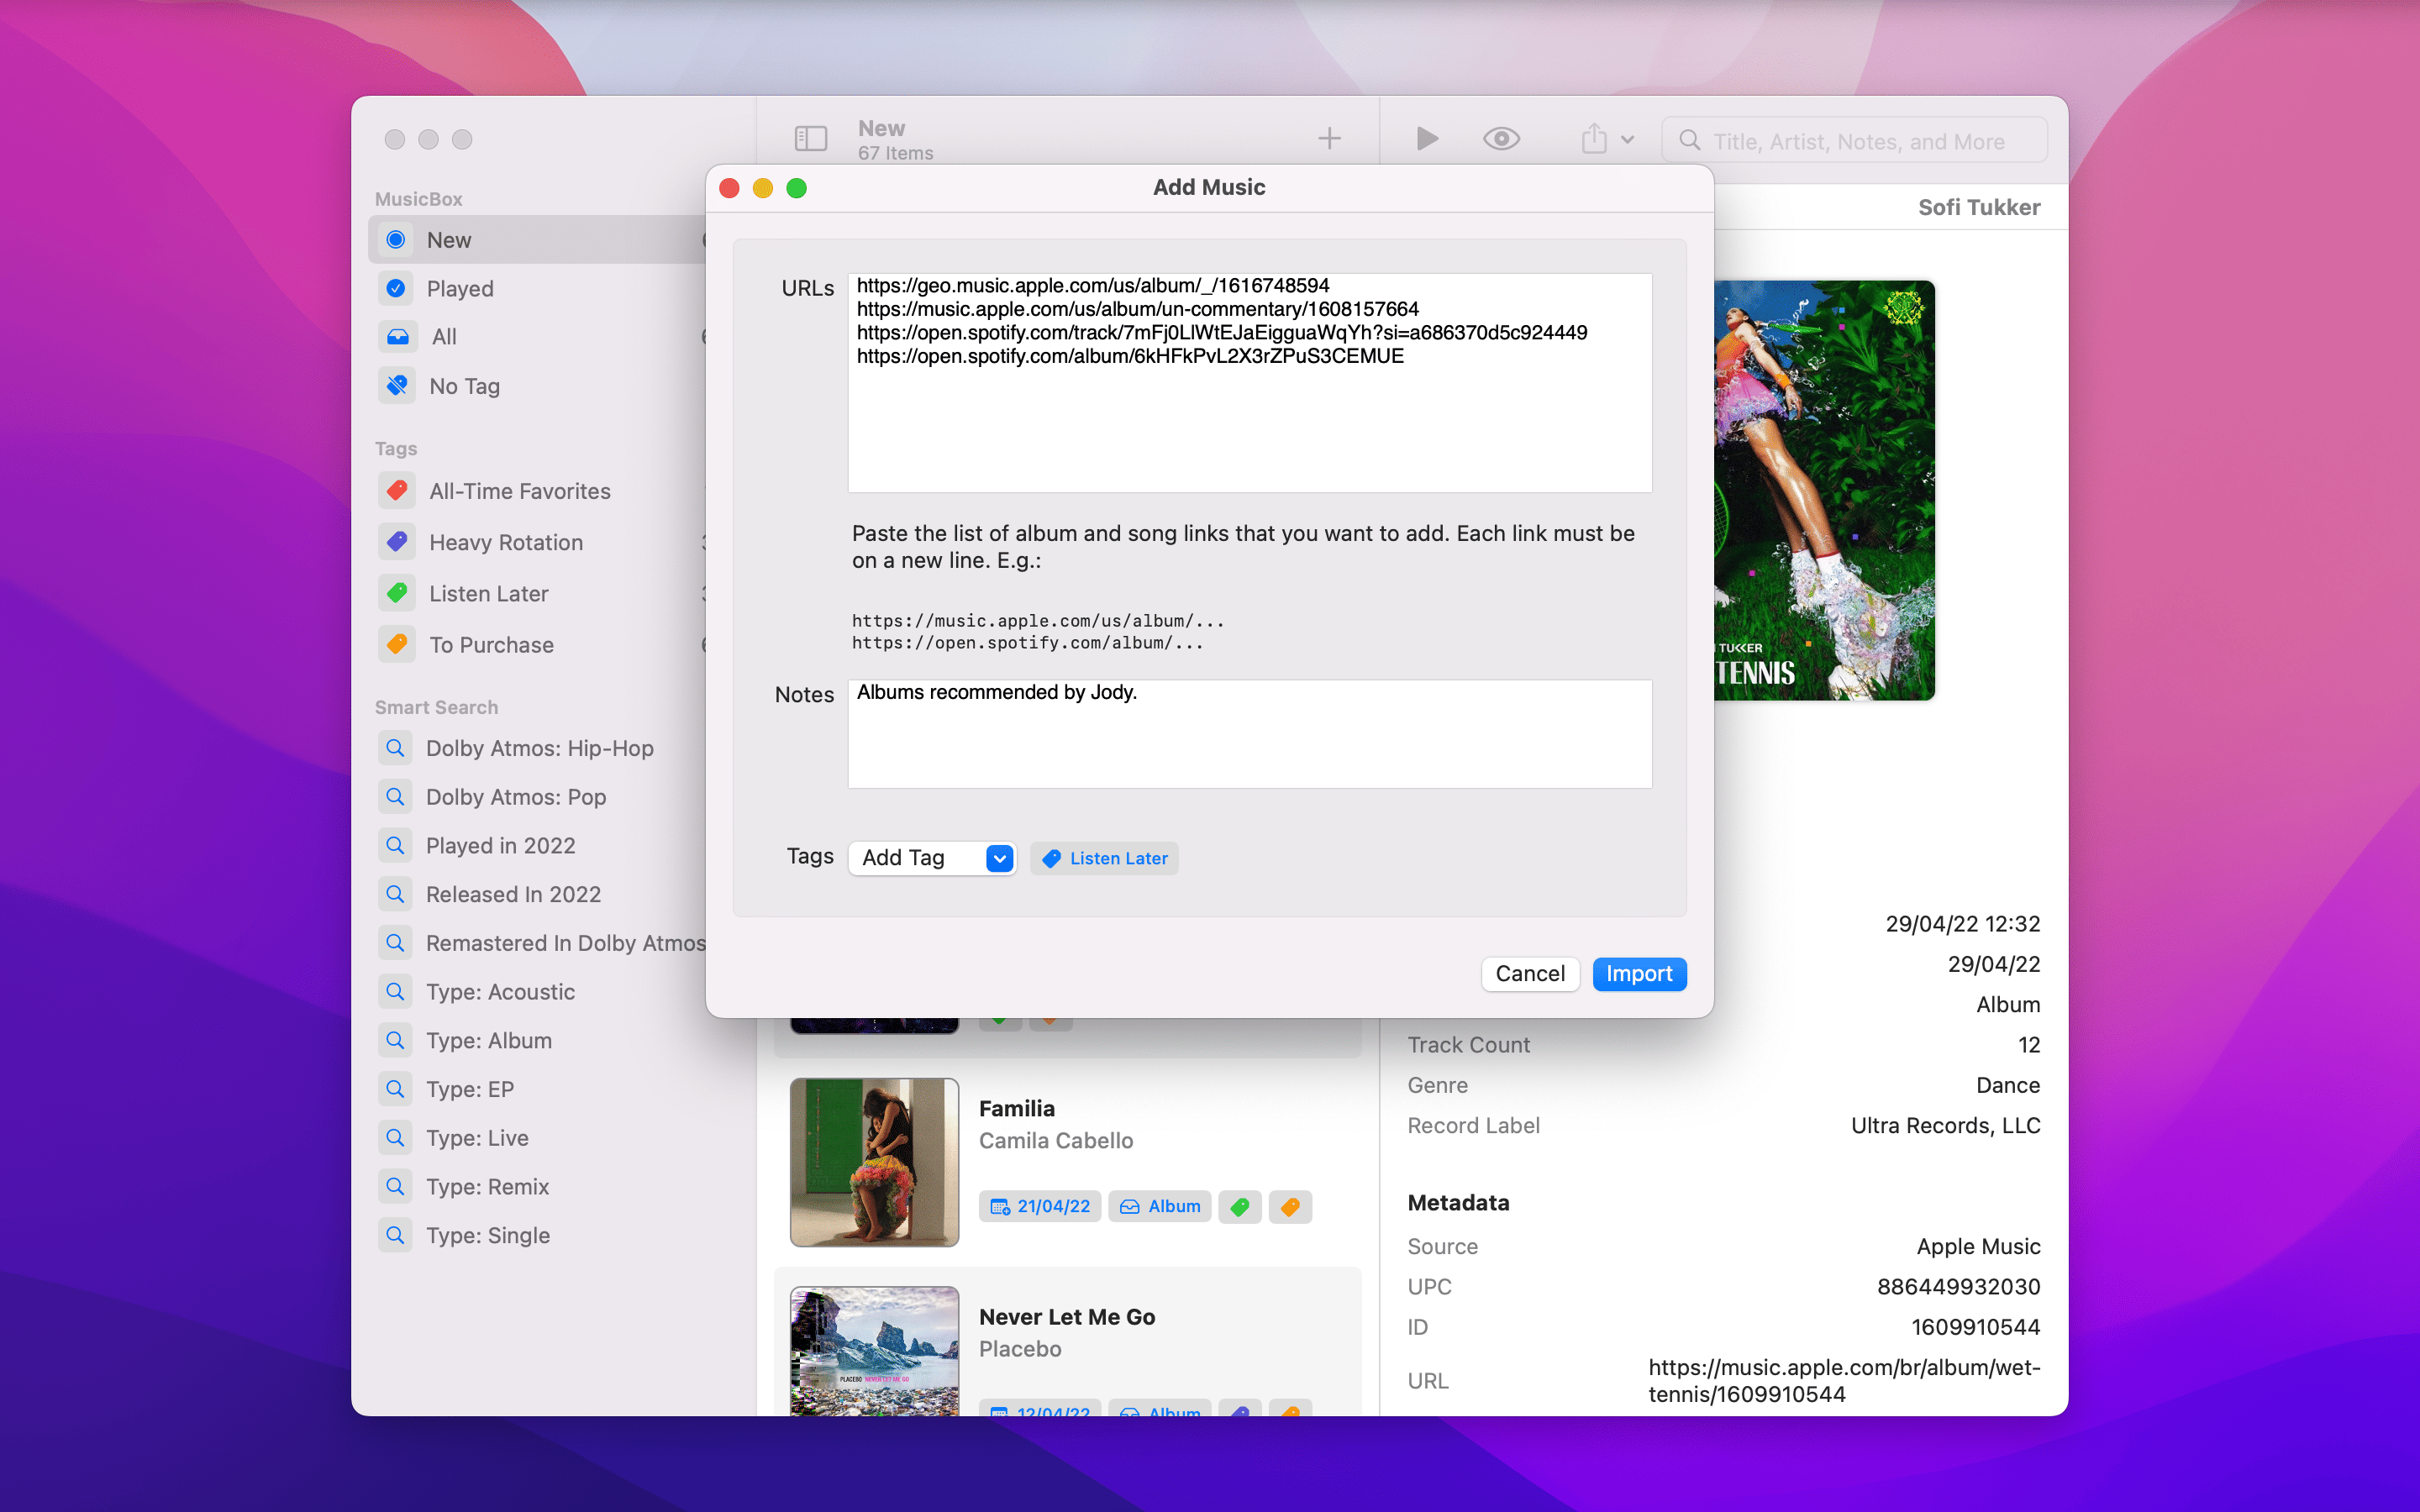 New
67 Items
Title, Artist, Notes, and More
MusicBox
New
Played
All
No Tag
Tags
All-Time Favorites
Heavy Rotation
Listen Later
To Purchase
Smart Search
Dolby Atmos: Hip-Hop
Dolby Atmos: Pop
Played in 2022
Released In 2022
Remastered In Dolby Atmos
Type: Acoustic
Type: Album
Type: EP
Type: Live
Type: Remix
Type: Single
Add Music
URLs
https://geo.music.apple.com/us/album/_/1616748594
https://music.apple.com/us/album/un-commentary/1608157664
https://open.spotify.com/track/7mFj0LlWtEJaEigguaWqYh?si=a686370d5c924449
https://open.spotify.com/album/6kHFkPvL2X3rZPuS3CEMUE
Paste the list of album and song links that you want to add. Each link must be
on a new line. E.g.:
https://music.apple.com/us/album/...
https://open.spotify.com/album/...
Notes
Albums recommended by Jody.
Tags
Add Tag
Listen Later
Cancel
Import
Familia
Camila Cabello
21/04/22
Album
Never Let Me Go
Placebo
PLACEBO NEVER LET ME GO
12/04/22
Album
Sofi Tukker
TUKKER
TENNIS
29/04/22 12:32
29/04/22
Album
Track Count 12
Genre Dance
Record Label Ultra Records, LLC
Metadata
Source Apple Music
UPC 886449932030
ID 1609910544
URL https://music.apple.com/br/album/wet-
tennis/1609910544